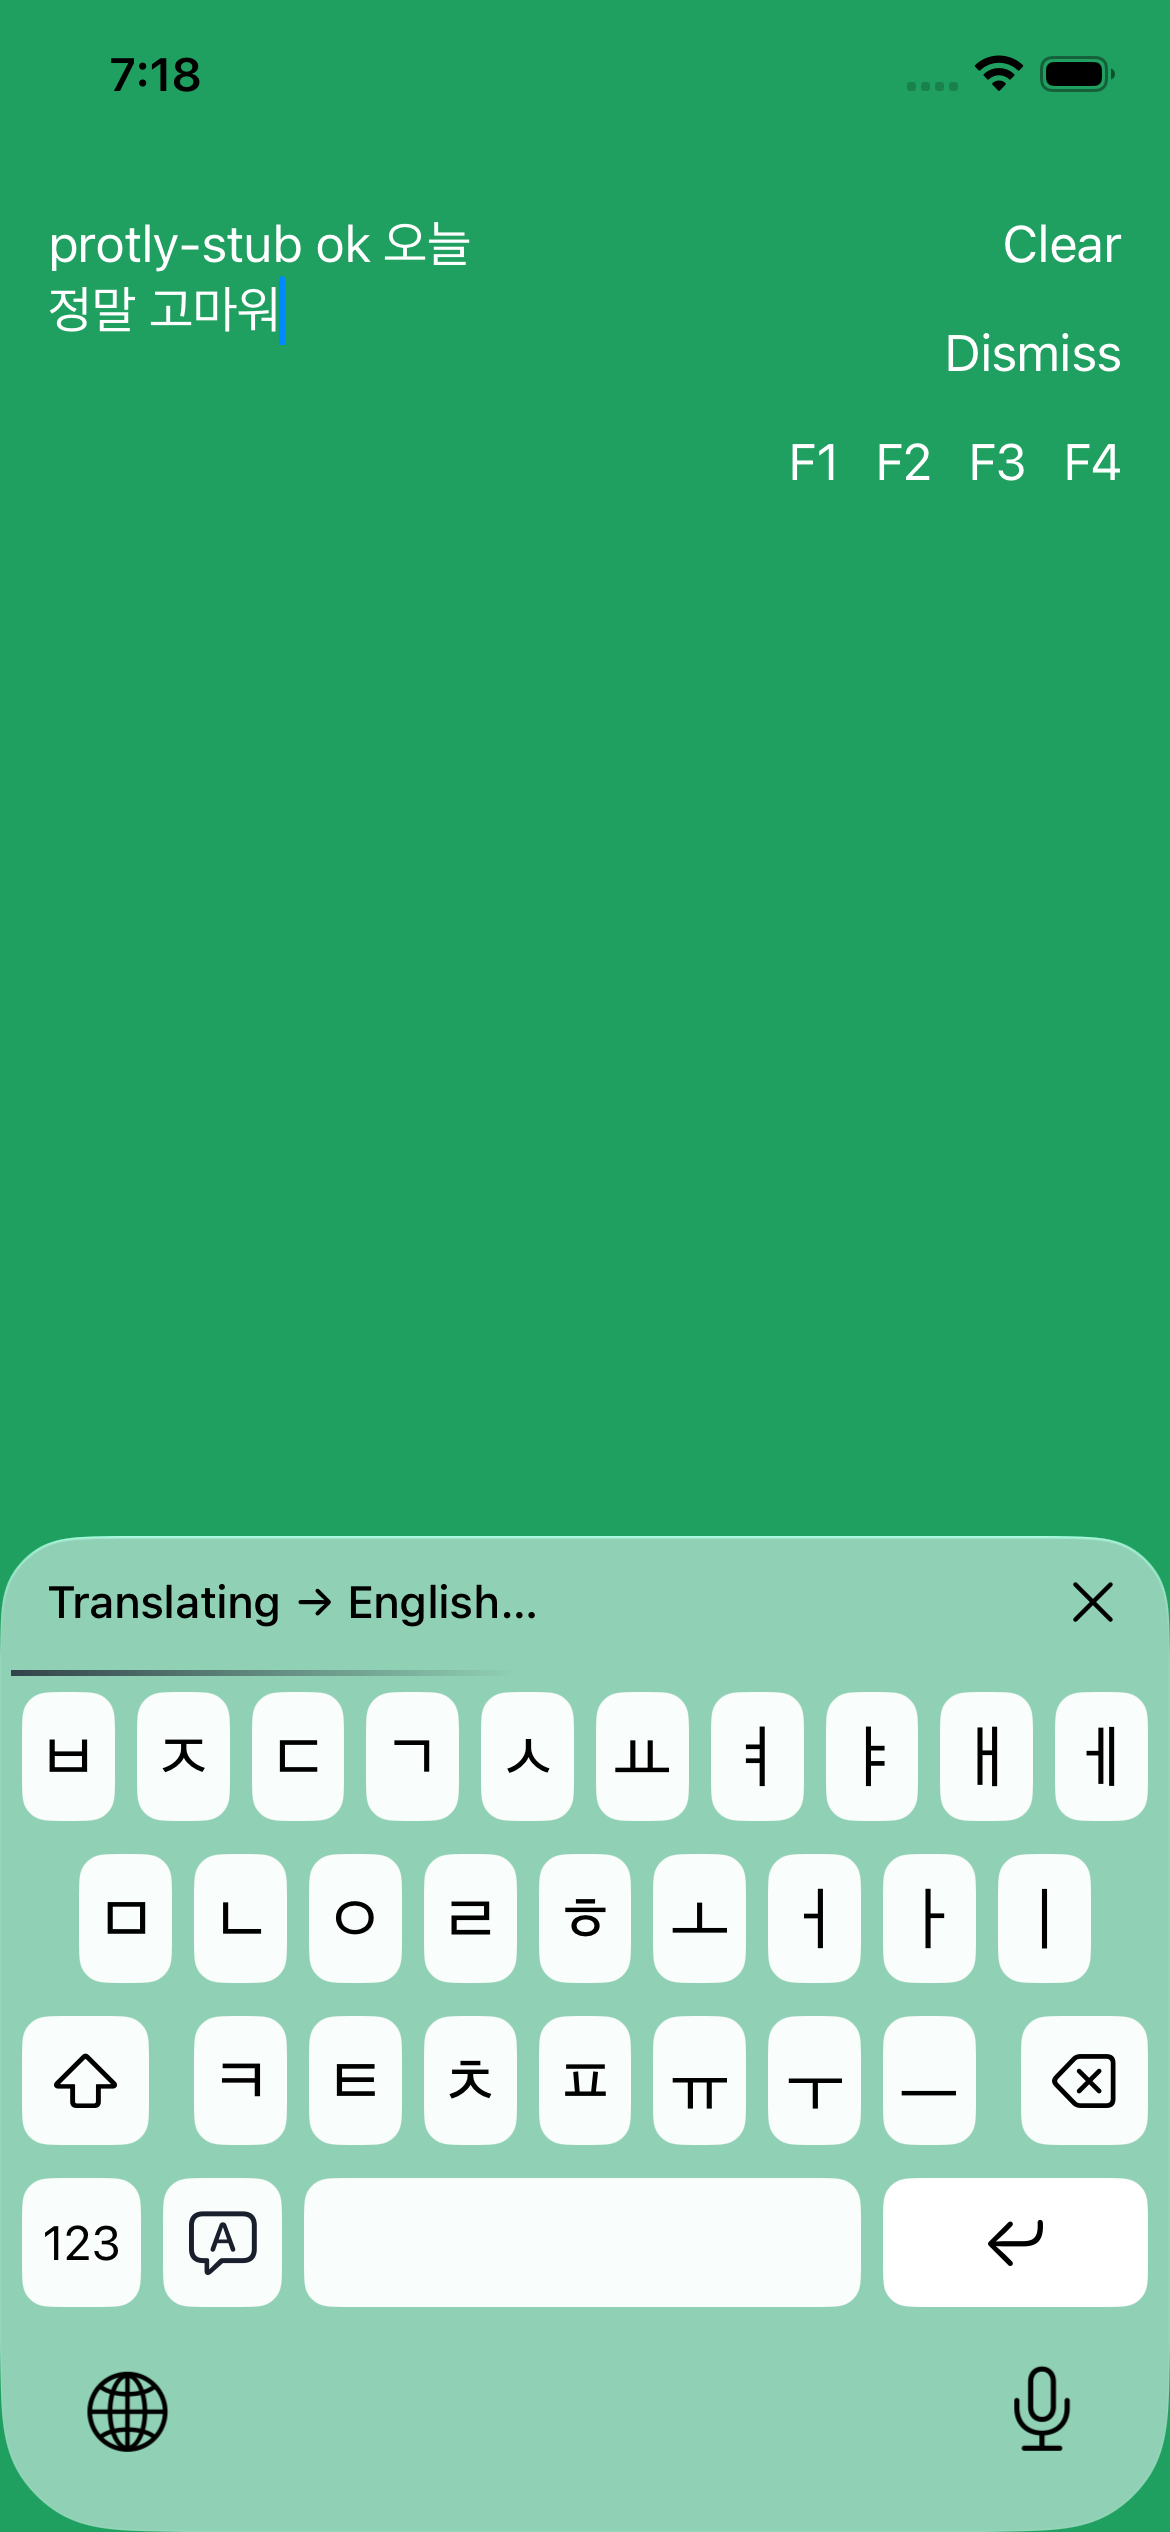 7:18
protly-stub ok 오늘
정말 고마워
Clear
Dismiss
F1 F2 F3 F4
Translating → English...
ㅂ ㅈ ㄷ ㄱ ㅅ ㅛ ㅕ ㅑ ㅐ ㅔ
ㅁ ㄴ ㅇ ㄹ ㅎ ㅗ ㅓ ㅏ ㅣ
ㅋ ㅌ ㅊ ㅍ ㅠ ㅜ ㅡ
123 A